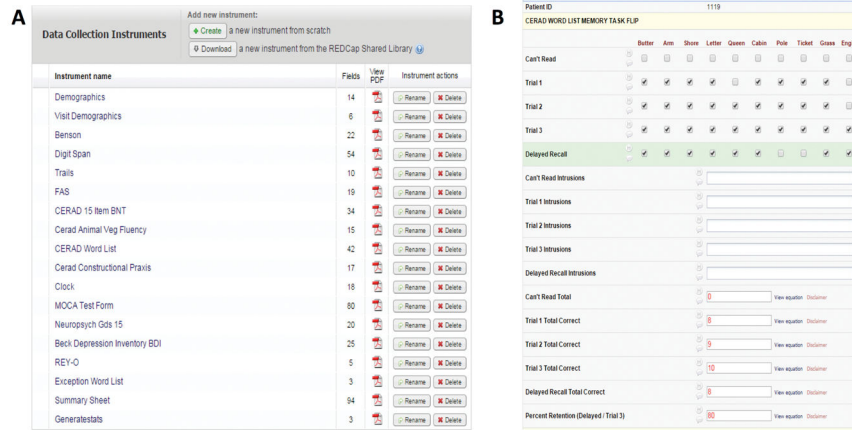 A
Data Collection Instruments
Add new instrument:
Create a new instrument from scratch
Download a new instrument from the REDCap Shared Library
Instrument name Fields View PDF Instrument actions
Demographics 14 Rename Delete
Visit Demographics 6 Rename Delete
Benson 22 Rename Delete
Digit Span 54 Rename Delete
Trails 10 Rename Delete
FAS 19 Rename Delete
CERAD 15 Item BNT 34 Rename Delete
Cerad Animal Veg Fluency 15 Rename Delete
CERAD Word List 42 Rename Delete
Cerad Constructional Praxis 17 Rename Delete
Clock 18 Rename Delete
MOCA Test Form 80 Rename Delete
Neuropsych Gds 15 20 Rename Delete
Beck Depression Inventory BDI 25 Rename Delete
REY-O 5 Rename Delete
Exception Word List 3 Rename Delete
Summary Sheet 94 Rename Delete
Generatestats 3 Rename Delete
B
Patient ID 1119
CERAD WORD LIST MEMORY TASK FLIP
Butter Arm Shore Letter Queen Cabin Pole Ticket Grass Engi
Can't Read
Trial 1
Trial 2
Trial 3
Delayed Recall
Can't Read Intrusions
Trial 1 Intrusions
Trial 2 Intrusions
Trial 3 Intrusions
Delayed Recall Intrusions
Can't Read Total 0 View equation Disclaimer
Trial 1 Total Correct 8 View equation Disclaimer
Trial 2 Total Correct 9 View equation Disclaimer
Trial 3 Total Correct 10 View equation Disclaimer
Delayed Recall Total Correct 8 View equation Disclaimer
Percent Retention (Delayed / Trial 3) 80 View equation Disclaimer